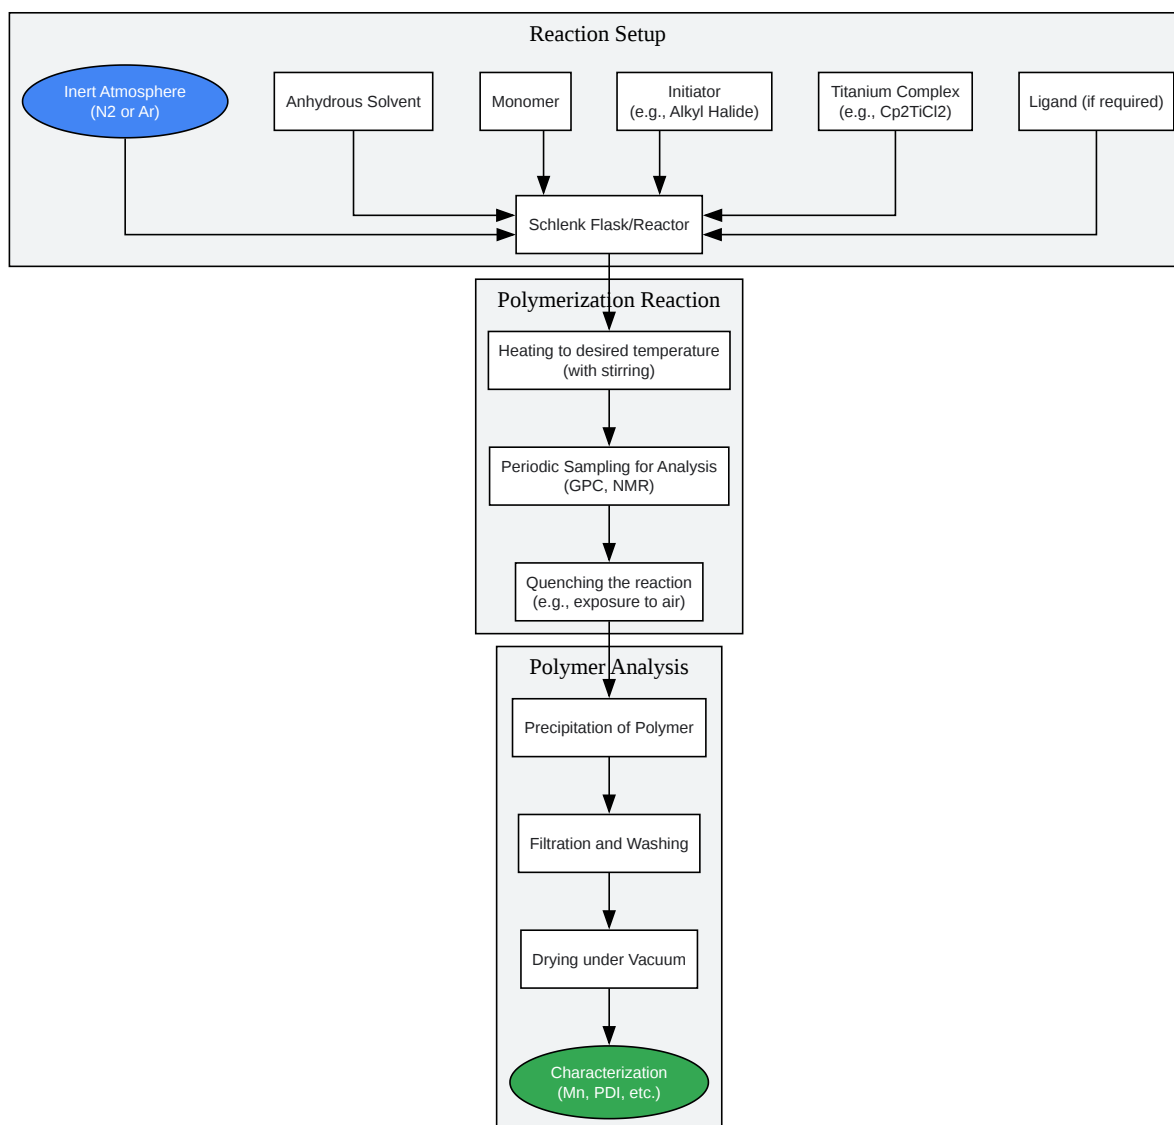 Reaction Setup
Inert Atmosphere
(N2 or Ar)
Anhydrous Solvent
Monomer
Initiator
(e.g., Alkyl Halide)
Titanium Complex
(e.g., Cp2TiCl2)
Ligand (if required)
Schlenk Flask/Reactor
Polymerization Reaction
Heating to desired temperature
(with stirring)
Periodic Sampling for Analysis
(GPC, NMR)
Quenching the reaction
(e.g., exposure to air)
Polymer Analysis
Precipitation of Polymer
Filtration and Washing
Drying under Vacuum
Characterization
(Mn, PDI, etc.)